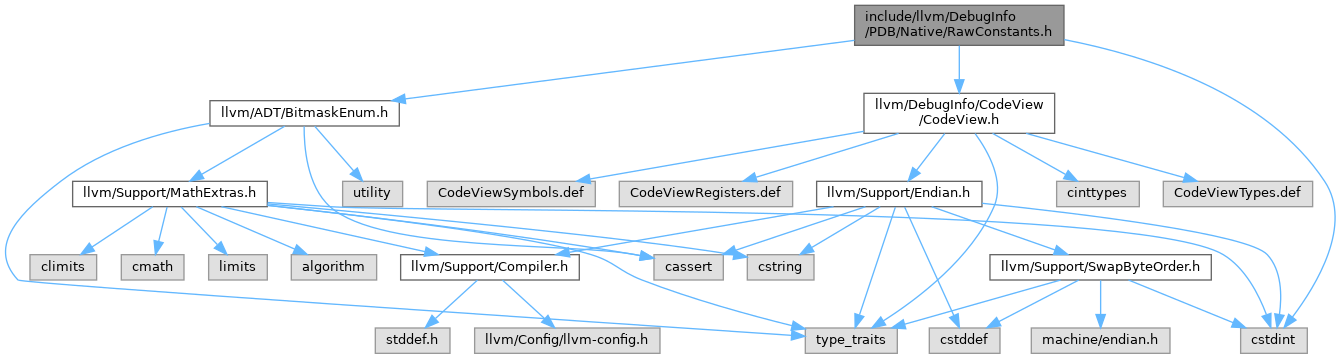 include/llvm/DebugInfo
/PDB/Native/RawConstants.h
llvm/ADT/BitmaskEnum.h
llvm/DebugInfo/CodeView
/CodeView.h
llvm/Support/MathExtras.h
utility
CodeViewSymbols.def
CodeViewRegisters.def
llvm/Support/Endian.h
cinttypes
CodeViewTypes.def
climits
cmath
limits
algorithm
llvm/Support/Compiler.h
cassert
cstring
llvm/Support/SwapByteOrder.h
stddef.h
llvm/Config/llvm-config.h
type_traits
cstddef
machine/endian.h
cstdint